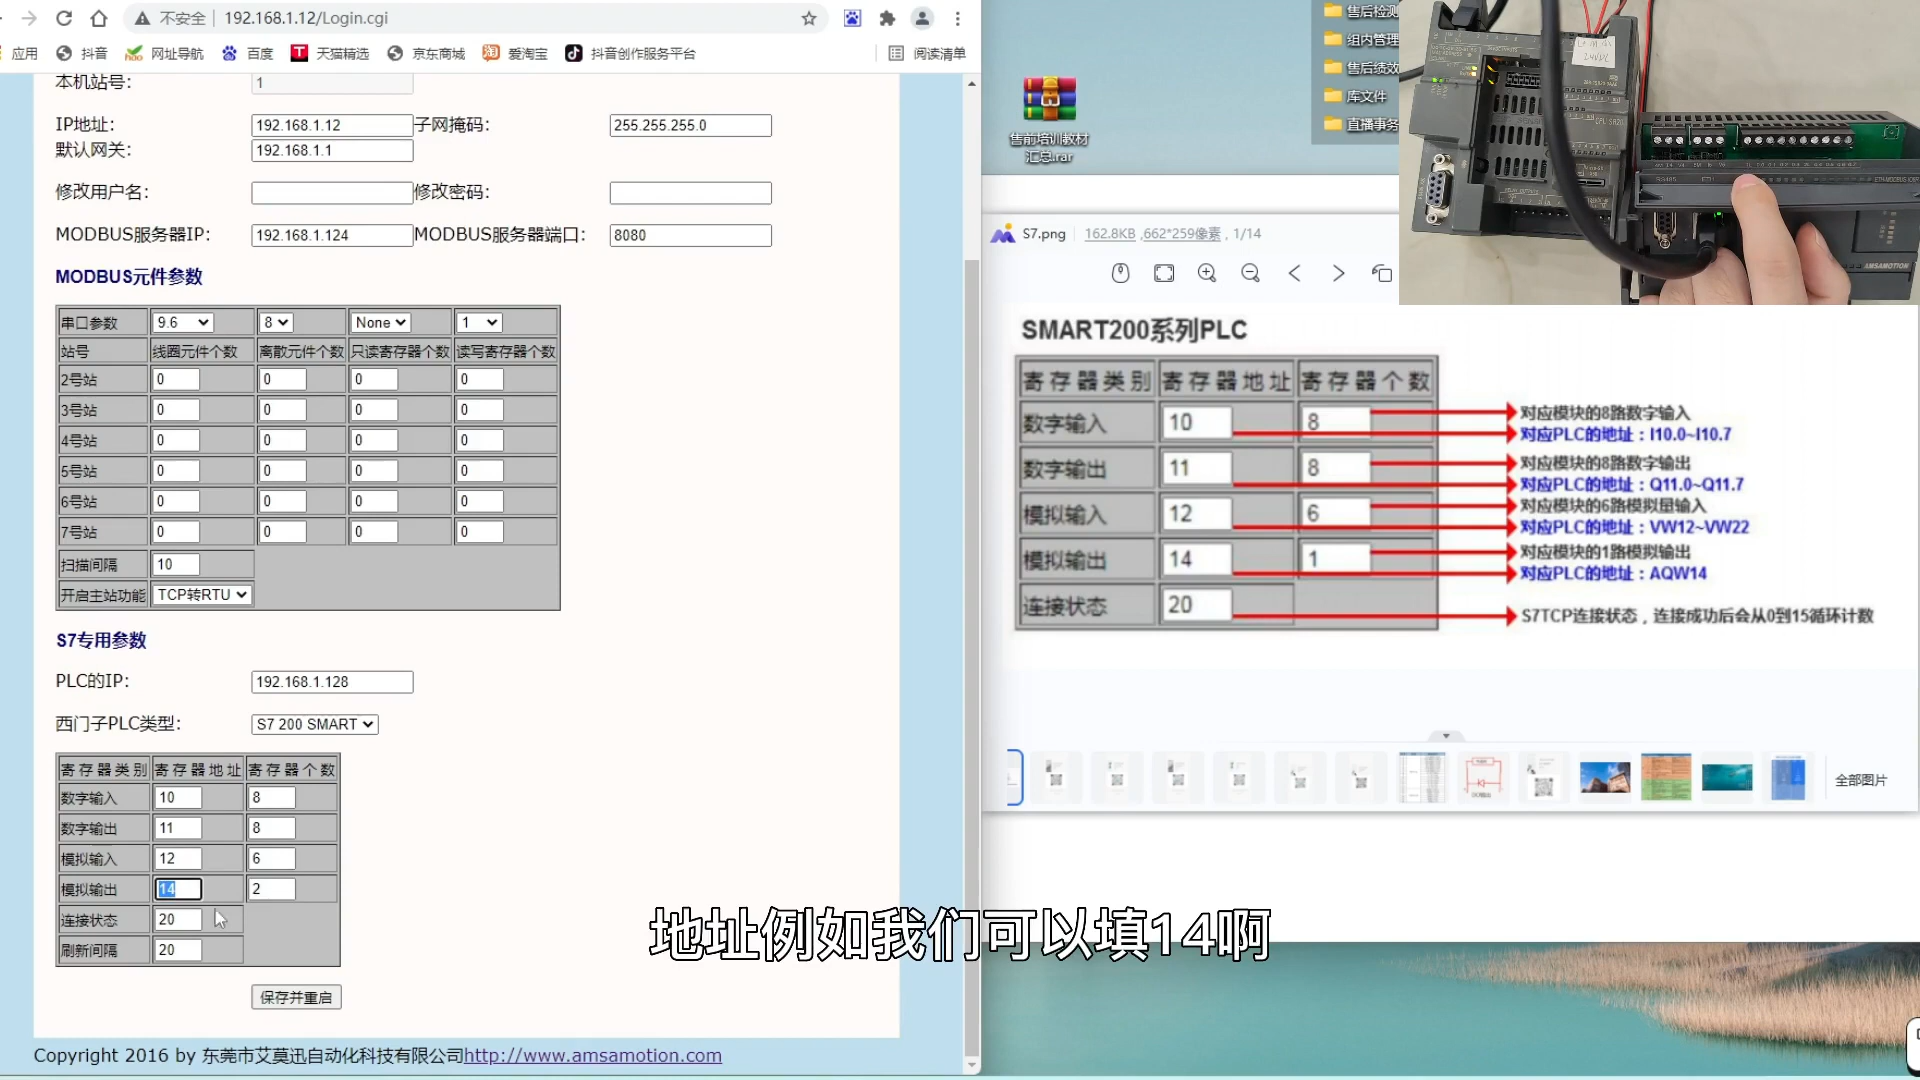 不安全 192.168.1.12/Login.cgi
应用 抖音 网址导航 百度 天猫精选 京东商城 爱淘宝 抖音创作服务平台 阅读清单
本机站号: 1
IP地址: 192.168.1.12 子网掩码: 255.255.255.0
默认网关: 192.168.1.1
修改用户名: 修改密码:
MODBUS服务器IP: 192.168.1.124 MODBUS服务器端口: 8080
MODBUS元件参数
串口参数 9.6 8 None 1
站号 线圈元件个数 离散元件个数 只读寄存器个数 读写寄存器个数
2号站 0 0 0 0
3号站 0 0 0 0
4号站 0 0 0 0
5号站 0 0 0 0
6号站 0 0 0 0
7号站 0 0 0 0
扫描间隔 10
开启主站功能 TCP转RTU
S7专用参数
PLC的IP: 192.168.1.128
西门子PLC类型: S7 200 SMART
寄存器类别 寄存器地址 寄存器个数
数字输入 10 8
数字输出 11 8
模拟输入 12 6
模拟输出 14 2
连接状态 20
刷新间隔 20
保存并重启
Copyright 2016 by 东莞市艾莫迅自动化科技有限公司http://www.amsamotion.com
售前培训教材
汇总.rar
售后检测
组内管理
售后绩效
库文件
直播事务
S7.png 162.8KB ,662*259像素 , 1/14
SMART200系列PLC
寄存器类别 寄存器地址 寄存器个数
数字输入 10 8
对应模块的8路数字输入
对应PLC的地址：I10.0~I10.7
数字输出 11 8
对应模块的8路数字输出
对应PLC的地址：Q11.0~Q11.7
模拟输入 12 6
对应模块的6路模拟量输入
对应PLC的地址：VW12~VW22
模拟输出 14 1
对应模块的1路模拟输出
对应PLC的地址：AQW14
连接状态 20
S7TCP连接状态，连接成功后会从0到15循环计数
全部图片
AMSAMOTION
地址例如我们可以填14啊